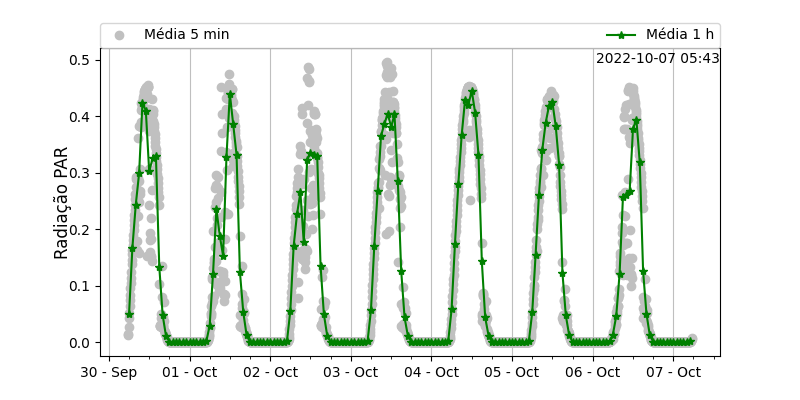 Média 5 min
Média 1 h
2022-10-07 05:43
Radiação PAR
0.5
0.4
0.3
0.2
0.1
0.0
30 - Sep
01 - Oct
02 - Oct
03 - Oct
04 - Oct
05 - Oct
06 - Oct
07 - Oct